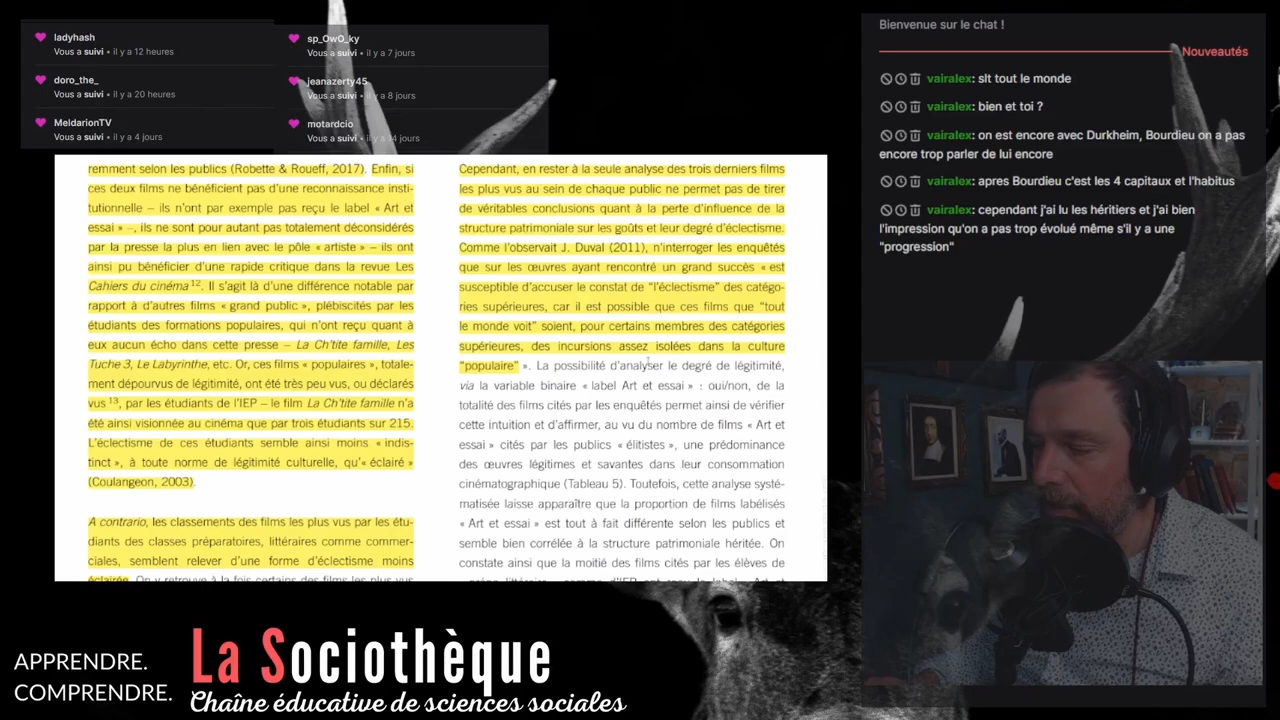 ladyhash
Vous a suivi • il y a 12 heures
doro_the_
Vous a suivi • il y a 20 heures
MeldarionTV
Vous a suivi • il y a 4 jours
sp_OwO_ky
Vous a suivi • il y a 7 jours
jeanazerty45
Vous a suivi • il y a 8 jours
motardcio
Vous a suivi • il y a 14 jours
remment selon les publics (Robette & Roueff, 2017). Enfin, si
ces deux films ne bénéficient pas d'une reconnaissance insti-
tutionnelle – ils n'ont par exemple pas reçu le label « Art et
essai » –, ils ne sont pour autant pas totalement déconsidérés
par la presse la plus en lien avec le pôle « artiste » – ils ont
ainsi pu bénéficier d'une rapide critique dans la revue Les
Cahiers du cinéma 12. Il s'agit là d'une différence notable par
rapport à d'autres films « grand public », plébiscités par les
étudiants des formations populaires, qui n'ont reçu quant à
eux aucun écho dans cette presse – La Ch'tite famille, Les
Tuche 3, Le Labyrinthe, etc. Or, ces films « populaires », totale-
ment dépourvus de légitimité, ont été très peu vus, ou déclarés
vus 13, par les étudiants de l'IEP – le film La Ch'tite famille n'a
été ainsi visionnée au cinéma que par trois étudiants sur 215.
L'éclectisme de ces étudiants semble ainsi moins « indis-
tinct », à toute norme de légitimité culturelle, qu'« éclairé »
(Coulangeon, 2003).
A contrario, les classements des films les plus vus par les étu-
diants des classes préparatoires, littéraires comme commer-
ciales, semblent relever d'une forme d'éclectisme moins
éclairée. On y retrouve à la fois certains des films les plus vus
Cependant, en rester à la seule analyse des trois derniers films
les plus vus au sein de chaque public ne permet pas de tirer
de véritables conclusions quant à la perte d'influence de la
structure patrimoniale sur les goûts et leur degré d'éclectisme.
Comme l'observait J. Duval (2011), n'interroger les enquêtés
que sur les œuvres ayant rencontré un grand succès « est
susceptible d'accuser le constat de “l'éclectisme” des catégo-
ries supérieures, car il est possible que ces films que “tout
le monde voit” soient, pour certains membres des catégories
supérieures, des incursions assez isolées dans la culture
“populaire” ». La possibilité d'analyser le degré de légitimité,
via la variable binaire « label Art et essai » : oui/non, de la
totalité des films cités par les enquêtés permet ainsi de vérifier
cette intuition et d'affirmer, au vu du nombre de films « Art et
essai » cités par les publics « élitistes », une prédominance
des œuvres légitimes et savantes dans leur consommation
cinématographique (Tableau 5). Toutefois, cette analyse systé-
matisée laisse apparaître que la proportion de films labélisés
« Art et essai » est tout à fait différente selon les publics et
semble bien corrélée à la structure patrimoniale héritée. On
constate ainsi que la moitié des films cités par les élèves de
Bienvenue sur le chat !
Nouveautés
vairalex: slt tout le monde
vairalex: bien et toi ?
vairalex: on est encore avec Durkheim, Bourdieu on a pas
encore trop parler de lui encore
vairalex: apres Bourdieu c'est les 4 capitaux et l'habitus
vairalex: cependant j'ai lu les héritiers et j'ai bien
l'impression qu'on a pas trop évolué même s'il y a une
"progression"
APPRENDRE.
COMPRENDRE.
La Sociothèque
Chaîne éducative de sciences sociales